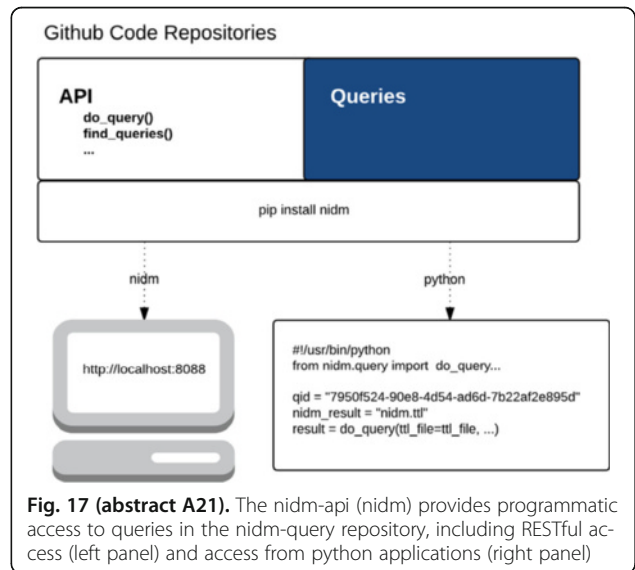 Github Code Repositories
API
do_query()
find_queries()
...
Queries
pip install nidm
nidm
python
http://localhost:8088
#!/usr/bin/python
from nidm.query import do_query...
qid = "7950f524-90e8-4d54-ad6d-7b22af2e895d"
nidm_result = "nidm.ttl"
result = do_query(ttl_file=ttl_file, ...)
Fig. 17 (abstract A21). The nidm-api (nidm) provides programmatic
access to queries in the nidm-query repository, including RESTful ac-
cess (left panel) and access from python applications (right panel)